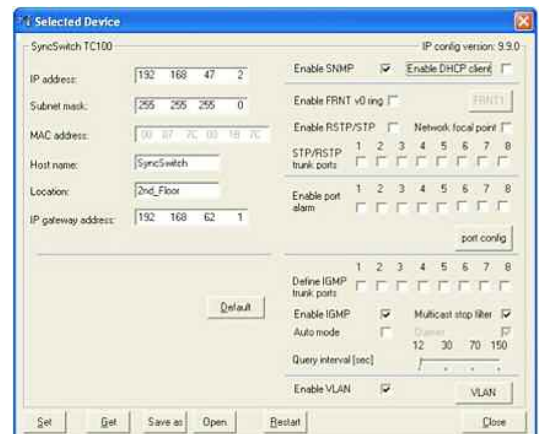 Selected Device
SyncSwitch TC100
IP config version: 9.9.0
IP address: 192 168 47 2
Subnet mask: 255 255 255 0
MAC address: 00 07 7C 00 1B 7C
Host name: SyncSwitch
Location: 2nd_Floor
IP gateway address: 192 168 62 1
Default
Enable SNMP Enable DHCP client
Enable FRNT v0 ring FRNT1
Enable RSTP/STP Network focal point
STP/RSTP 1 2 3 4 5 6 7 8
trunk ports
Enable port 1 2 3 4 5 6 7 8
alarm
port config
1 2 3 4 5 6 7 8
Define IGMP
trunk ports
Enable IGMP Multicast stop filter
Auto mode
12 30 70 150
Query interval [sec]
Enable VLAN VLAN
Set Get Save as Open Restart Close